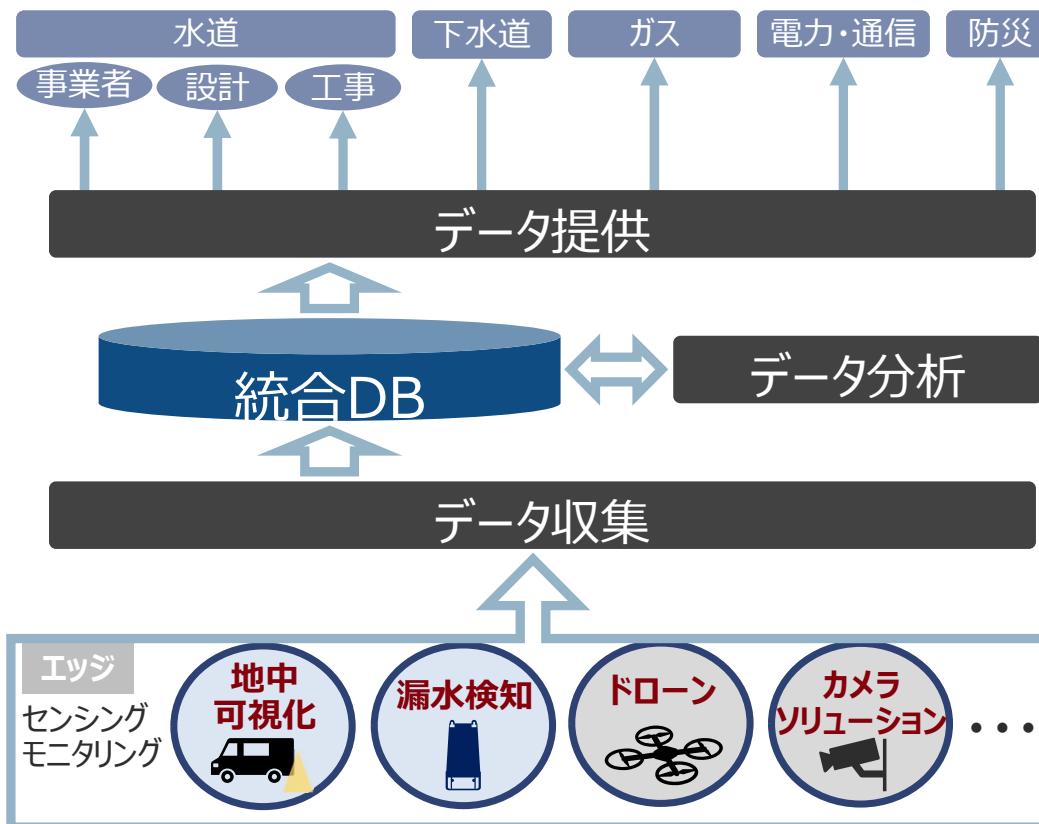 水道
下水道
ガス
電力・通信
防災
事業者
設計
工事
データ提供
統合DB
データ分析
データ収集
エッジ
センシング
モニタリング
地中
可視化
漏水検知
ドローン
カメラ
ソリューション
・・・